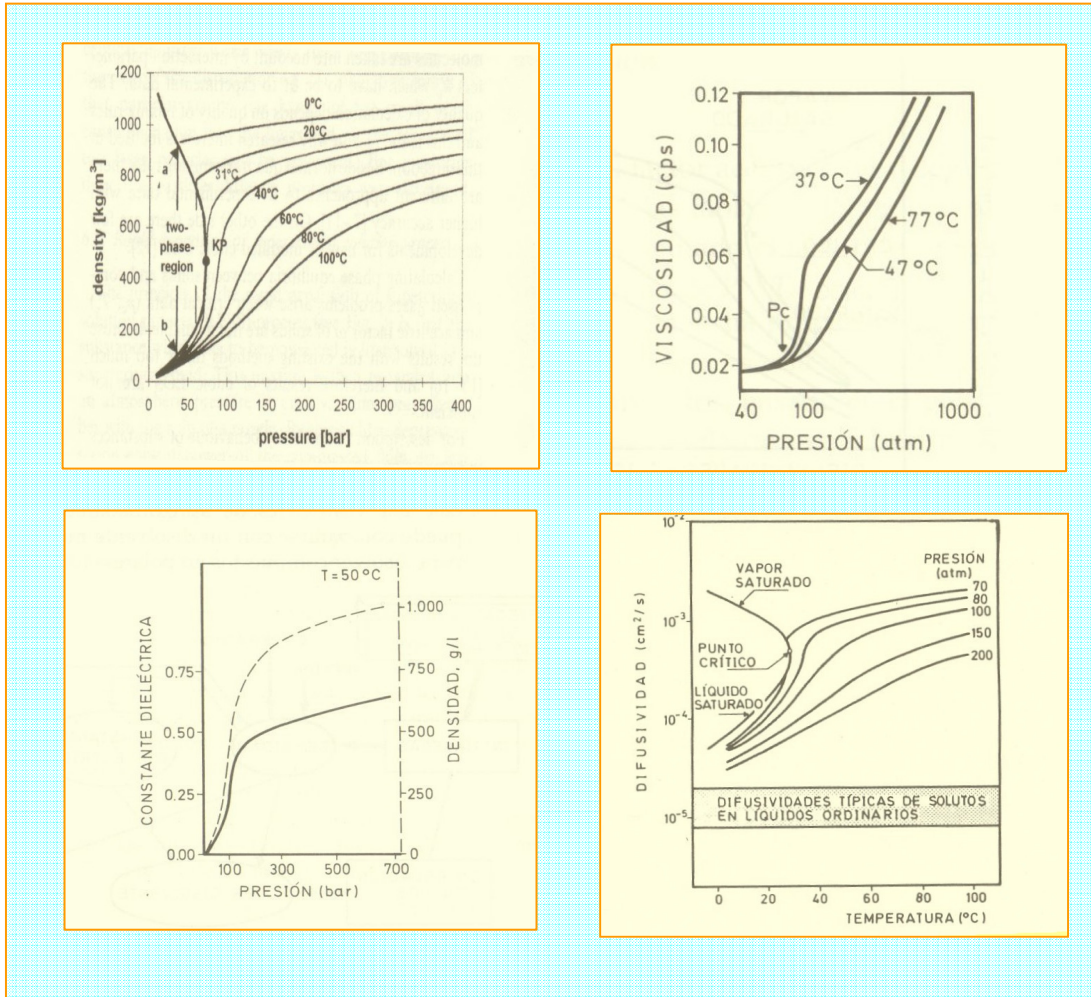 1200
1000
800
600
400
200
0
density [kg/m³]
0°C
20°C
31°C
40°C
60°C
80°C
100°C
a
two-
phase-
region
KP
b
0 50 100 150 200 250 300 350 400
pressure [bar]
0.12
0.10
0.08
0.06
0.04
0.02
VISCOSIDAD (cps)
37°C
77°C
47°C
Pc
40 100 1000
PRESIÓN (atm)
T=50°C
CONSTANTE DIELÉCTRICA
0.75
0.50
0.25
0.00
1.000
750
500
250
0
DENSIDAD, g/l
100 300 500 700
PRESIÓN (bar)
10⁻²
10⁻³
10⁻⁴
10⁻⁵
DIFUSIVIDAD (cm²/s)
VAPOR
SATURADO
PRESIÓN
(atm)
70
80
100
150
200
PUNTO
CRÍTICO
LÍQUIDO
SATURADO
DIFUSIVIDADES TÍPICAS DE SOLUTOS
EN LÍQUIDOS ORDINARIOS
0 20 40 60 80 100
TEMPERATURA (°C)